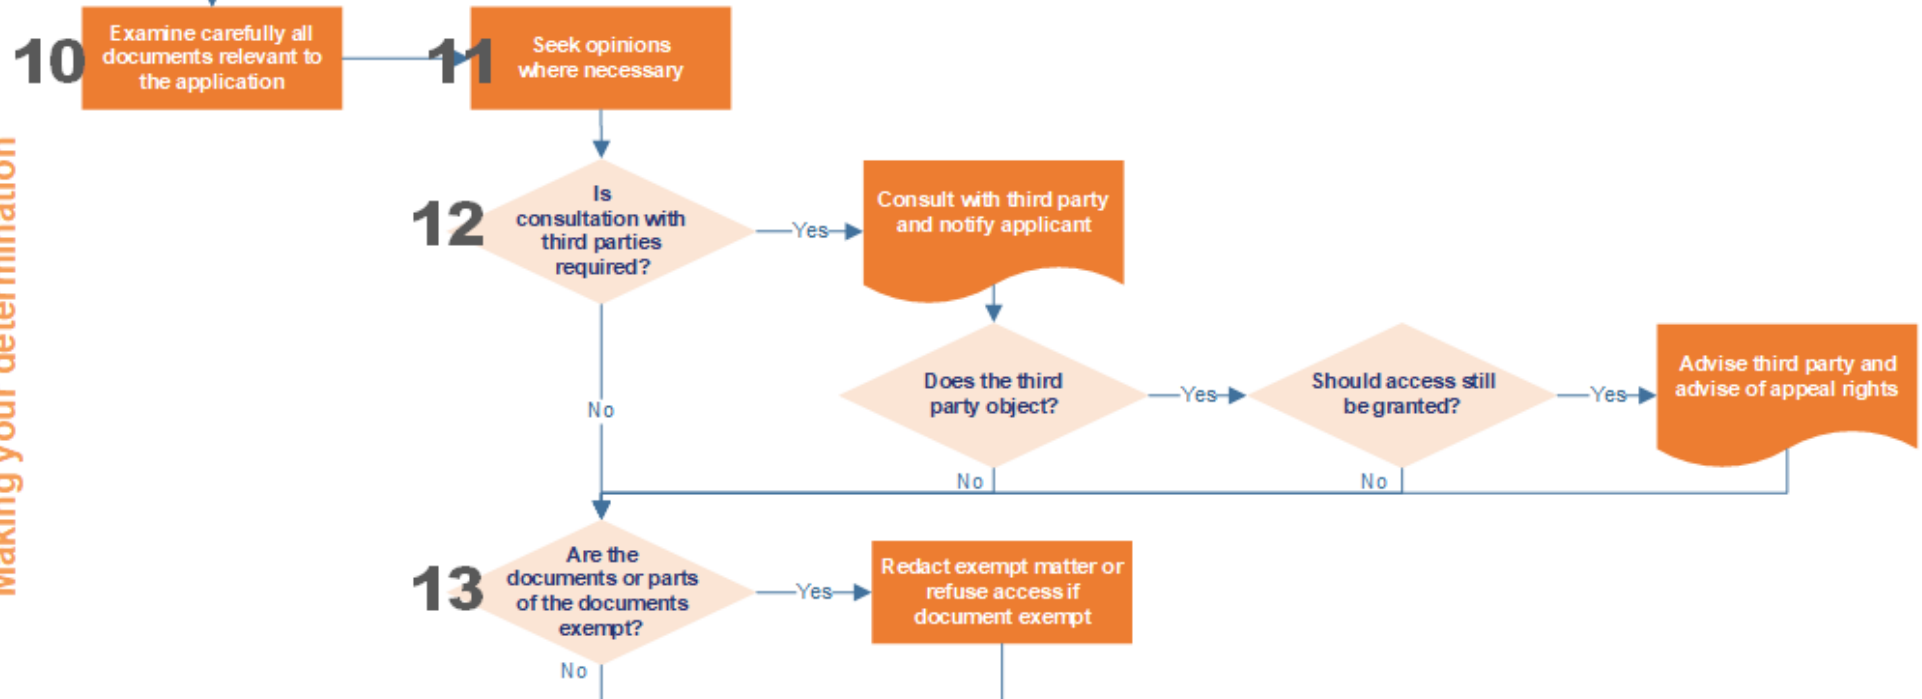 10
Examine carefully all
documents relevant to
the application
11
Seek opinions
where necessary
Making your determination
12
Is
consultation with
third parties
required?
Yes
Consult with third party
and notify applicant
No
Does the third
party object?
Yes
Should access still
be granted?
Yes
Advise third party and
advise of appeal rights
No
No
13
Are the
documents or parts
of the documents
exempt?
Yes
Redact exempt matter or
refuse access if
document exempt
No